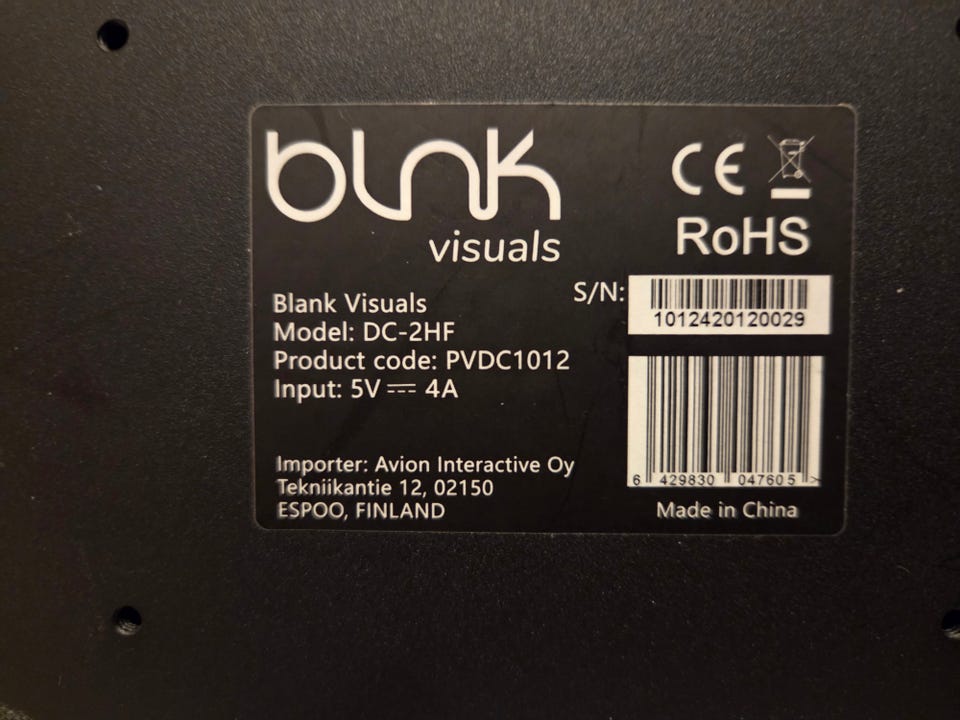 blnk
visuals
CE
RoHS
Blank Visuals
Model: DC-2HF
Product code: PVDC1012
Input: 5V ⎓ 4A
S/N:
1012420120029
6 429830 047605 >
Importer: Avion Interactive Oy
Tekniikantie 12, 02150
ESPOO, FINLAND
Made in China